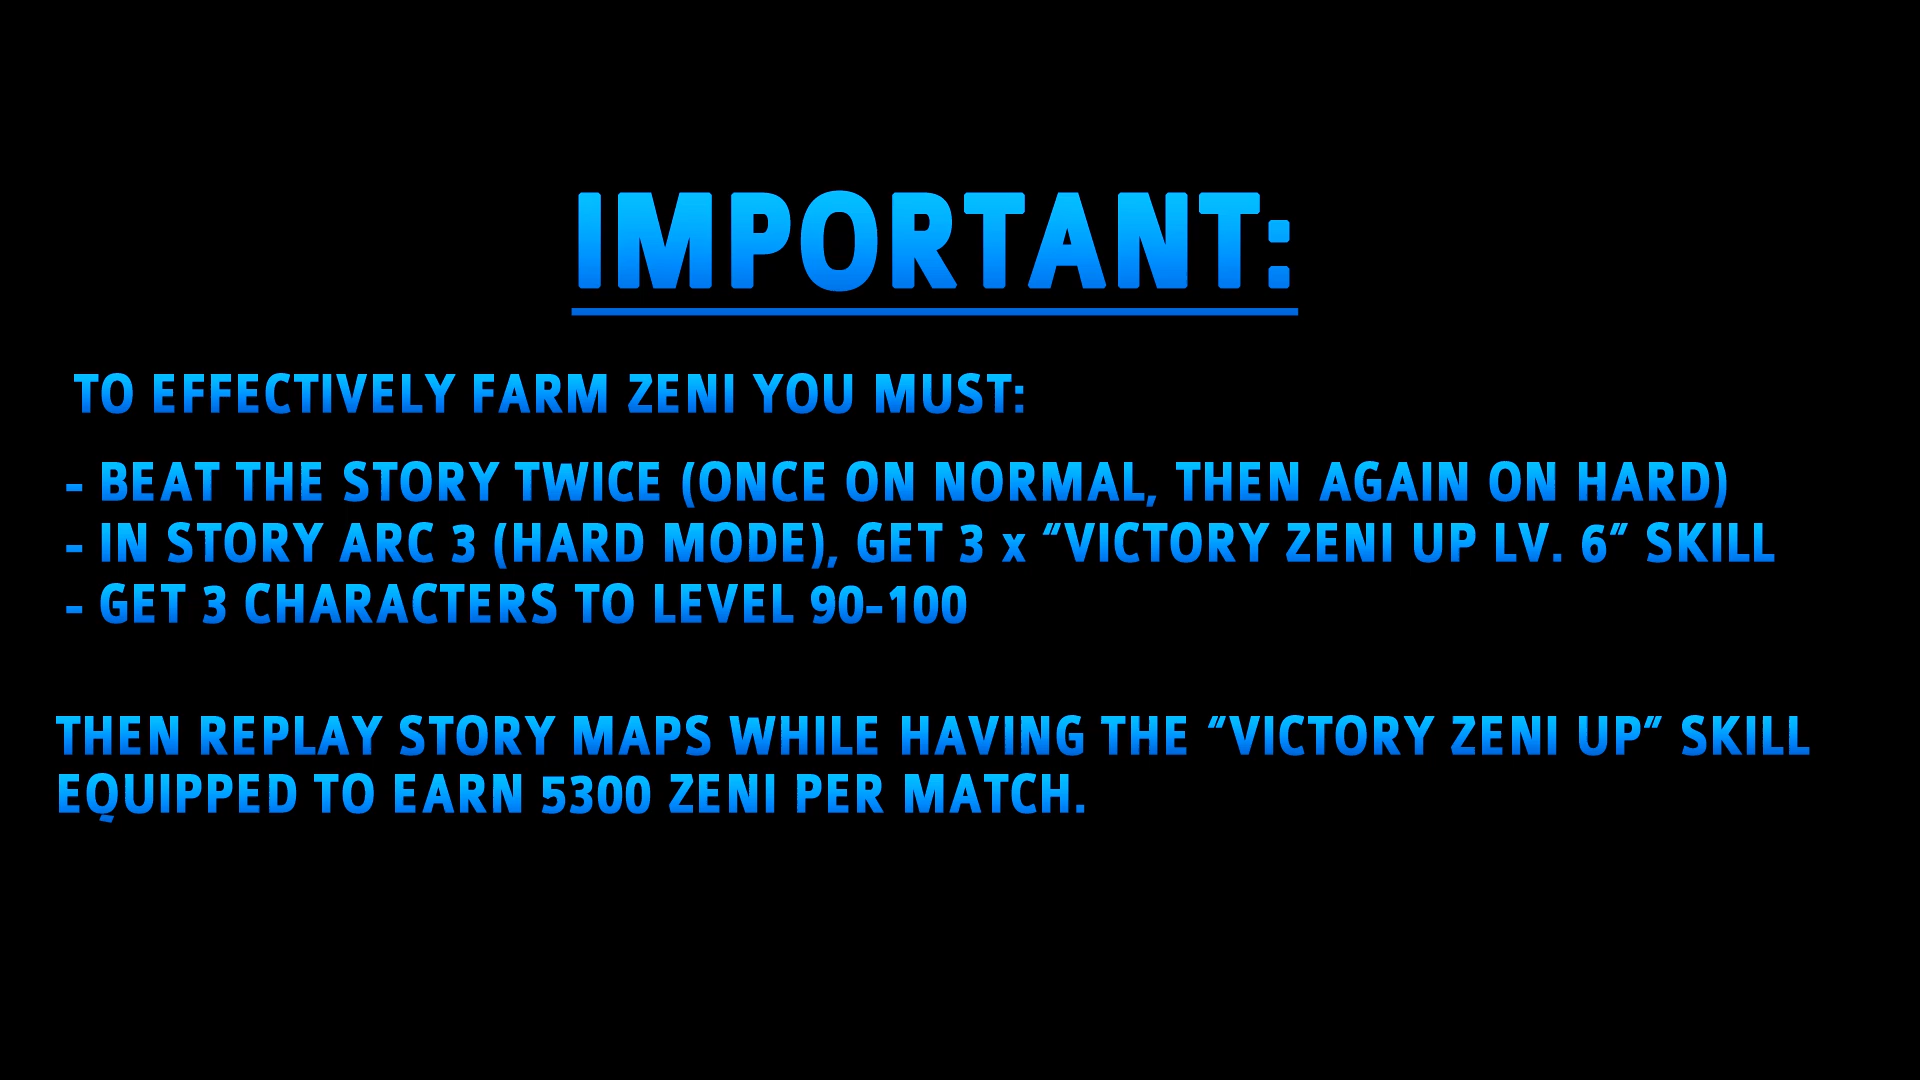 IMPORTANT:
TO EFFECTIVELY FARM ZENI YOU MUST:
- BEAT THE STORY TWICE (ONCE ON NORMAL, THEN AGAIN ON HARD)
- IN STORY ARC 3 (HARD MODE), GET 3 x "VICTORY ZENI UP LV. 6" SKILL
- GET 3 CHARACTERS TO LEVEL 90-100
THEN REPLAY STORY MAPS WHILE HAVING THE "VICTORY ZENI UP" SKILL
EQUIPPED TO EARN 5300 ZENI PER MATCH.